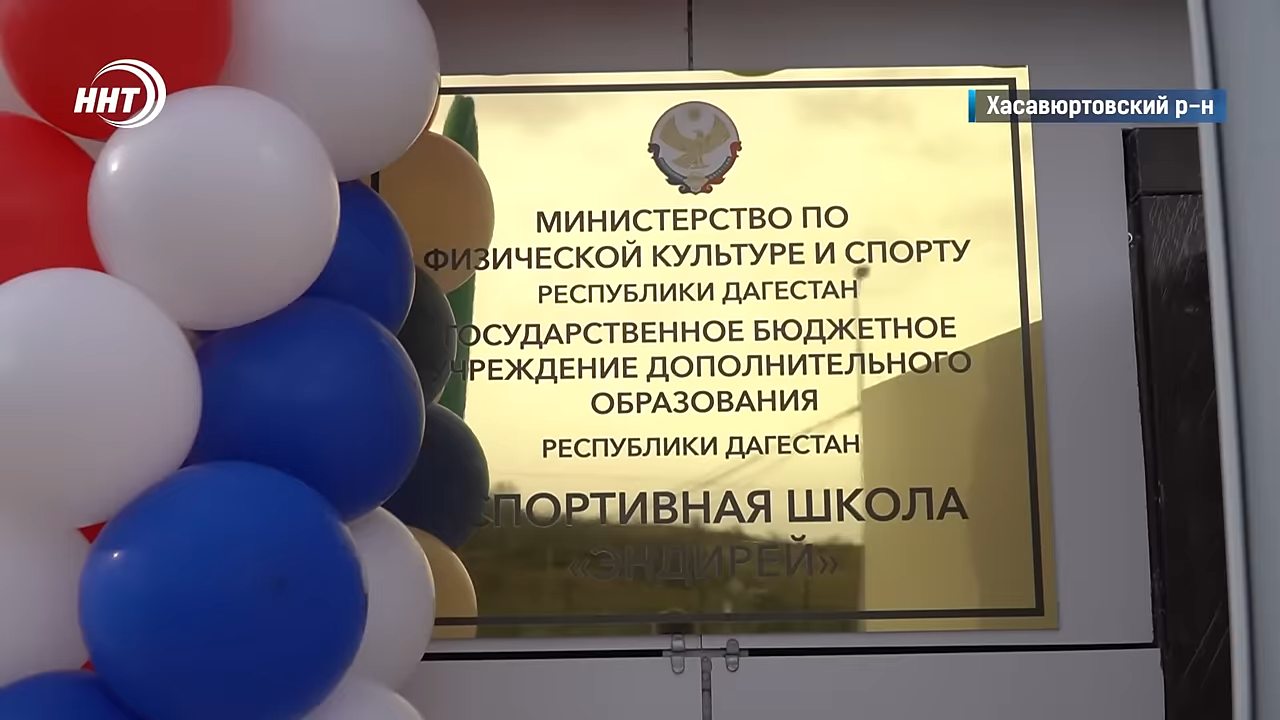 ННТ
Хасавюртовский р-н
МИНИСТЕРСТВО ПО
ФИЗИЧЕСКОЙ КУЛЬТУРЕ И СПОРТУ
РЕСПУБЛИКИ ДАГЕСТАН
ГОСУДАРСТВЕННОЕ БЮДЖЕТНОЕ
УЧРЕЖДЕНИЕ ДОПОЛНИТЕЛЬНОГО
ОБРАЗОВАНИЯ
РЕСПУБЛИКИ ДАГЕСТАН
СПОРТИВНАЯ ШКОЛА
«ЭНДИРЕЙ»